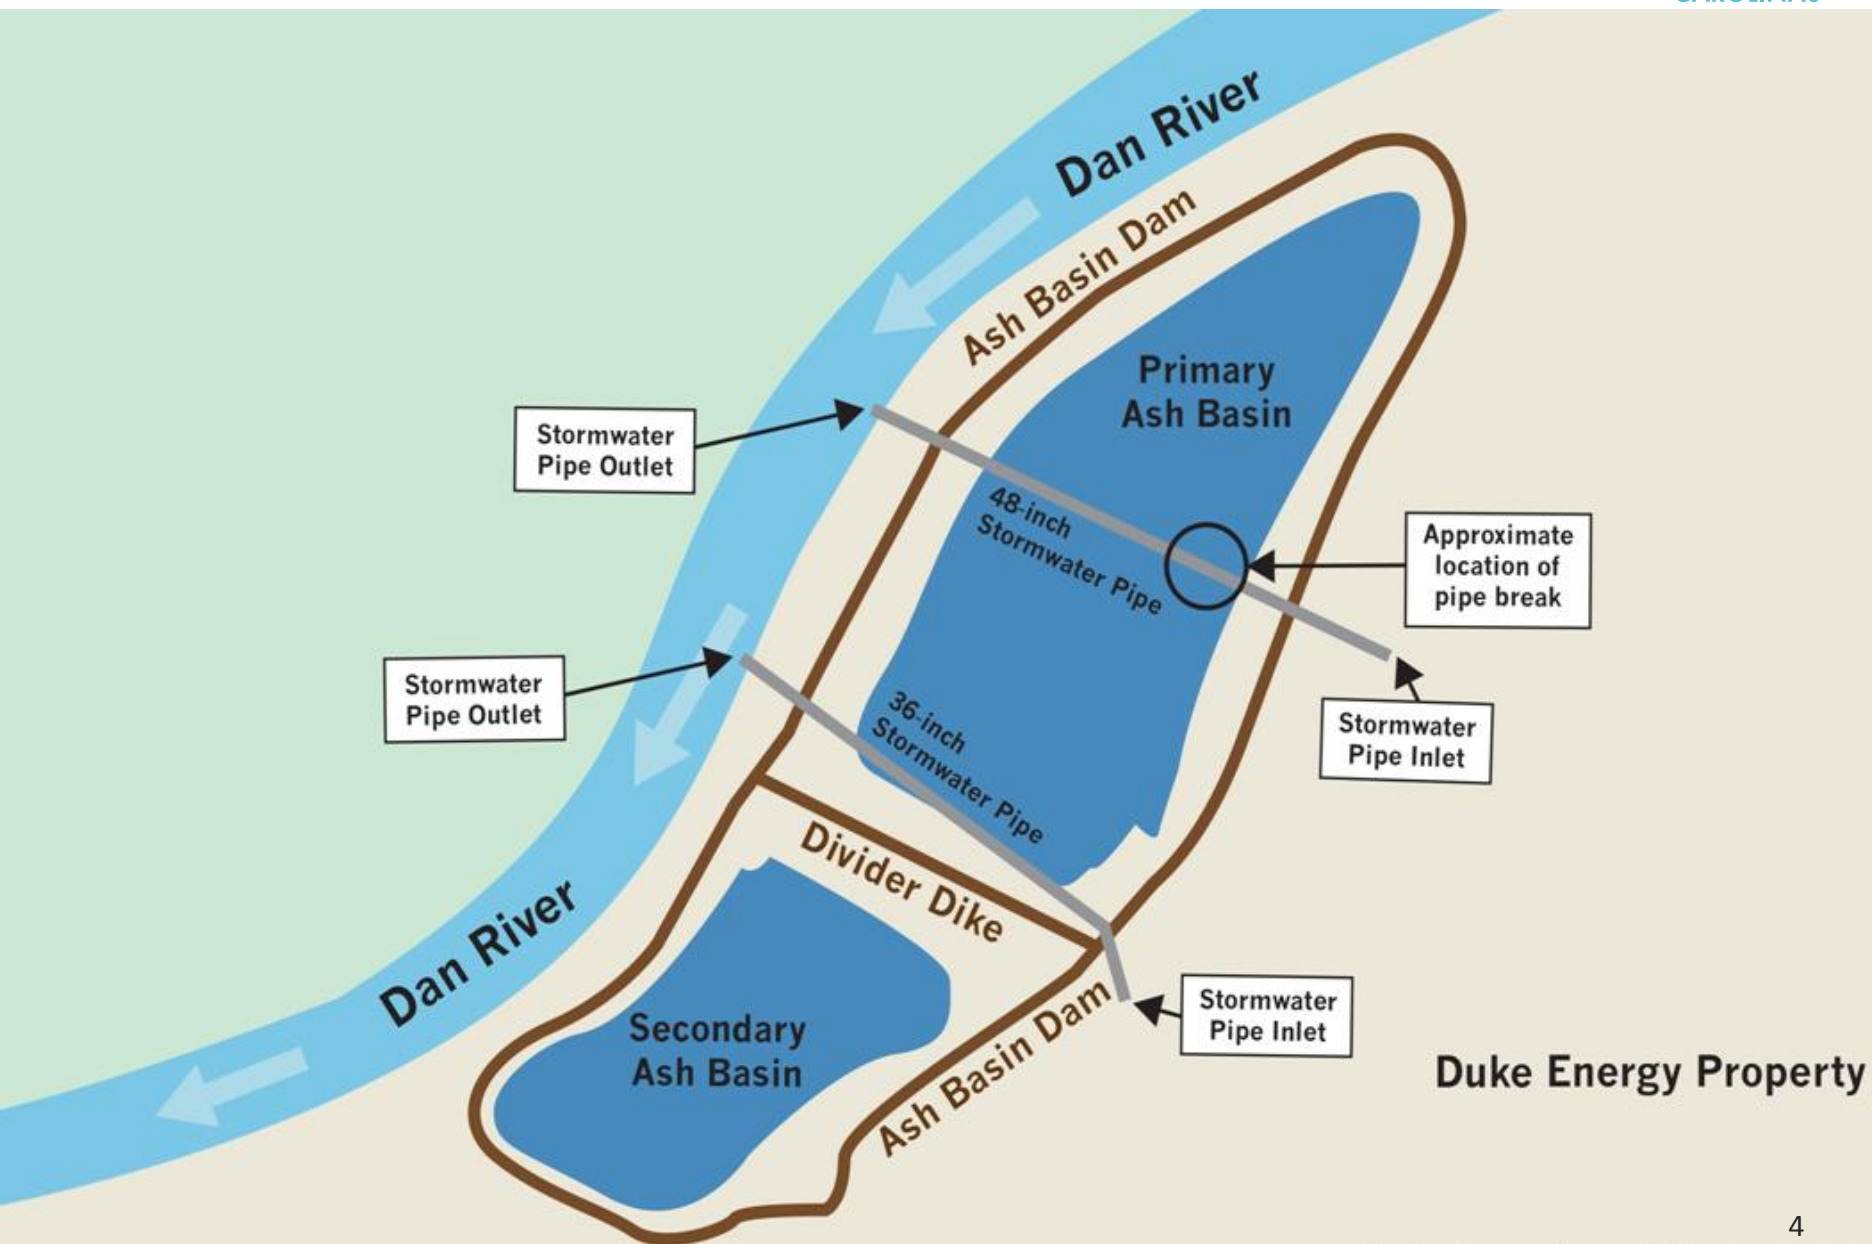 Dan River
Ash Basin Dam
Primary
Ash Basin
Stormwater
Pipe Outlet
48-inch
Stormwater Pipe
Approximate
location of
pipe break
Stormwater
Pipe Outlet
36-inch
Stormwater Pipe
Stormwater
Pipe Inlet
Divider Dike
Dan River
Secondary
Ash Basin
Ash Basin Dam
Stormwater
Pipe Inlet
Duke Energy Property
4